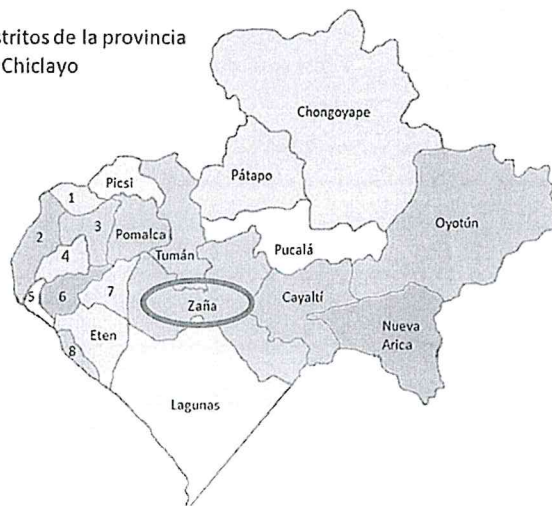 stritos de la provincia
Chiclayo
Chongoyape
Picsi
Pátapo
1
Oyotún
2
3
Pomalca
Pucalá
4
Tumán
5
6
7
Zaña
Cayaltí
Eten
Nueva
Arica
8
Lagunas